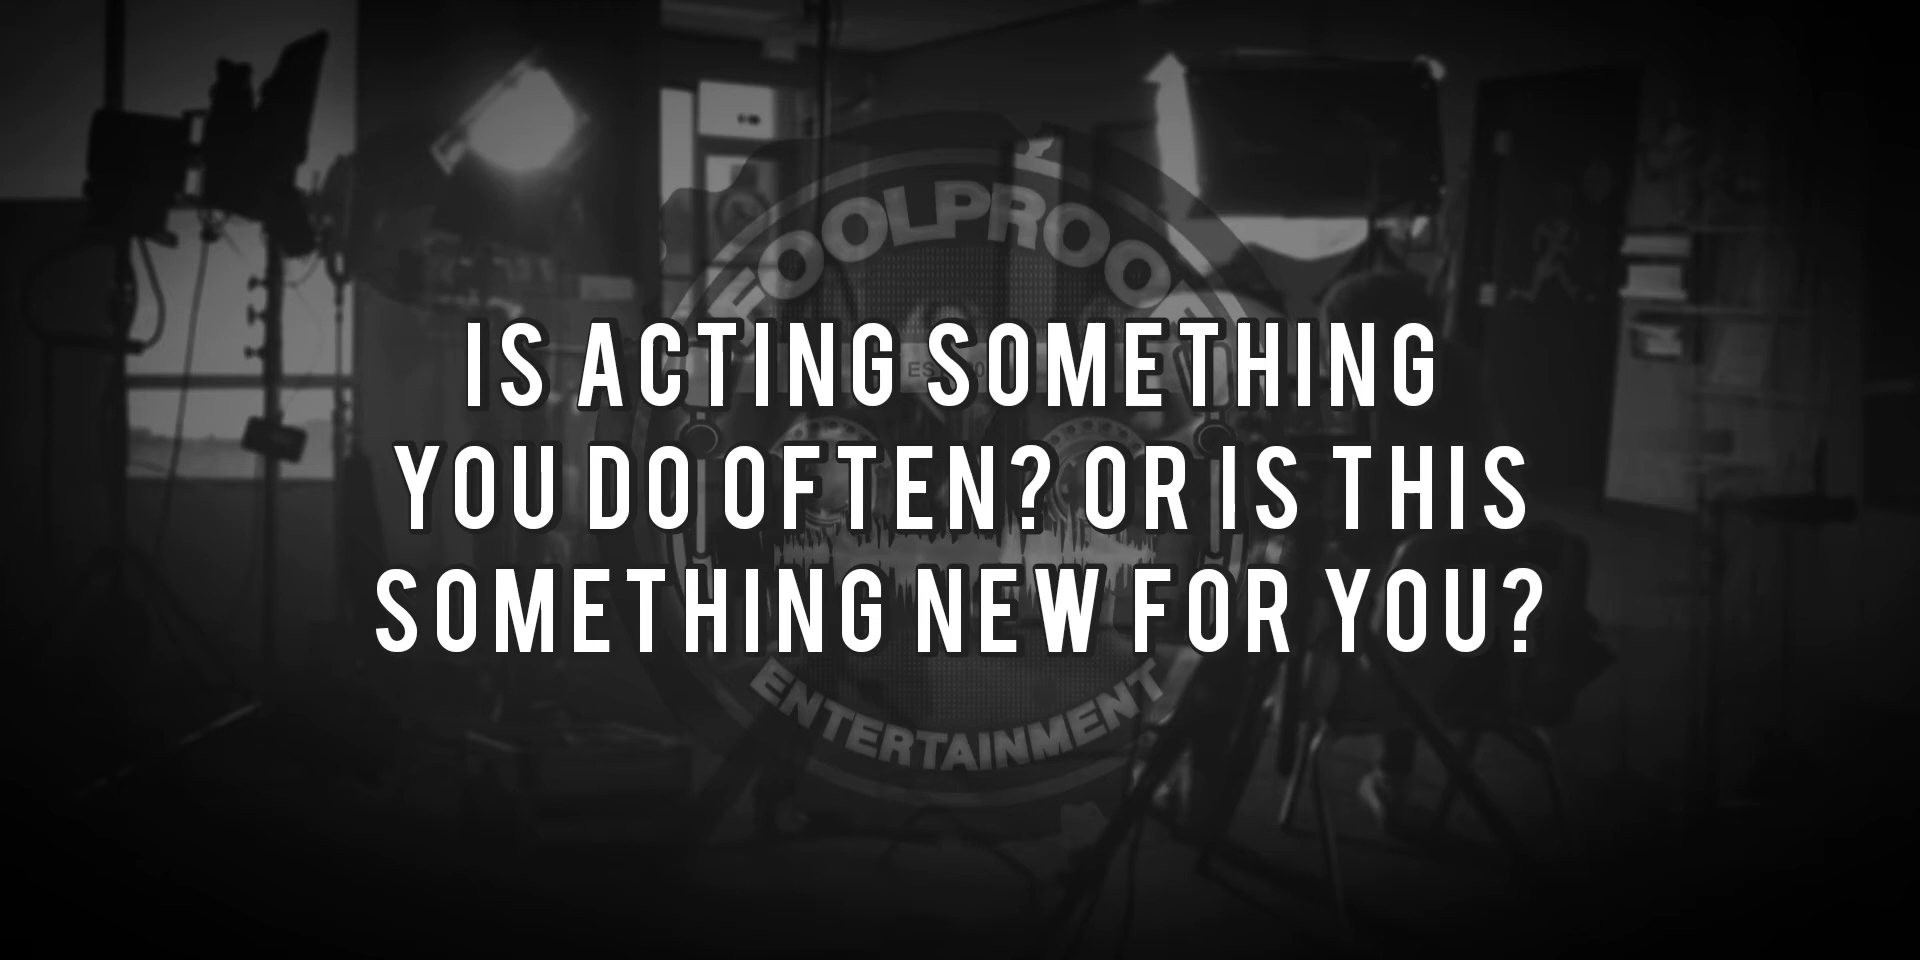 FOOLPROOF
IS ACTING SOMETHING
YOU DO OFTEN? OR IS THIS
SOMETHING NEW FOR YOU?
ENTERTAINMENT